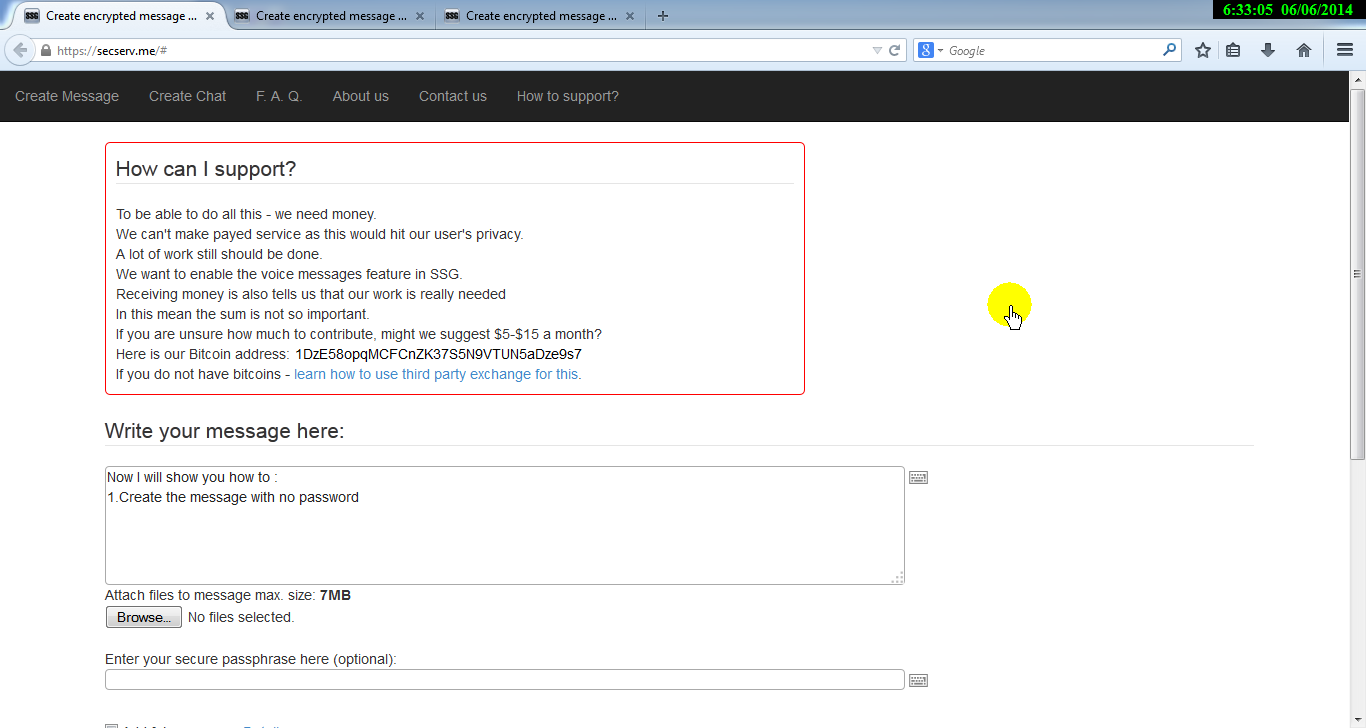 Create encrypted message ... Create encrypted message ... Create encrypted message ... 6:33:05 06/06/2014
https://secserv.me/# Google
Create Message Create Chat F. A. Q. About us Contact us How to support?
How can I support?
To be able to do all this - we need money.
We can't make payed service as this would hit our user's privacy.
A lot of work still should be done.
We want to enable the voice messages feature in SSG.
Receiving money is also tells us that our work is really needed
In this mean the sum is not so important.
If you are unsure how much to contribute, might we suggest $5-$15 a month?
Here is our Bitcoin address: 1DzE58opqMCFCnZK37S5N9VTUN5aDze9s7
If you do not have bitcoins - learn how to use third party exchange for this.
Write your message here:
Now I will show you how to :
1.Create the message with no password
Attach files to message max. size: 7MB
Browse... No files selected.
Enter your secure passphrase here (optional):